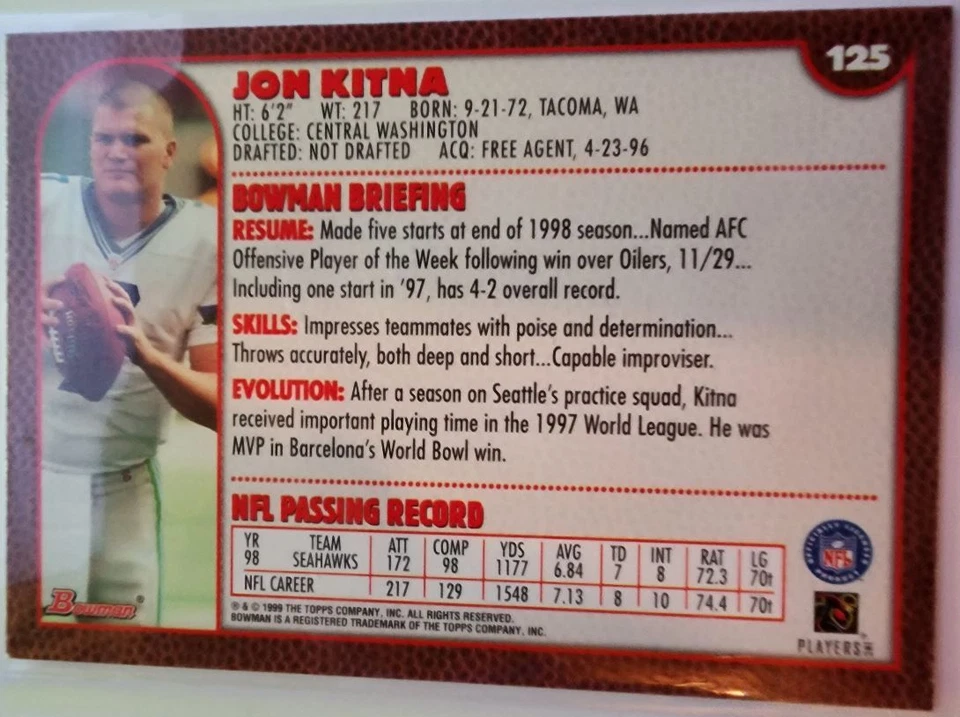 125
JON KITNA
HT: 6'2" WT: 217 BORN: 9-21-72, TACOMA, WA
COLLEGE: CENTRAL WASHINGTON
DRAFTED: NOT DRAFTED ACQ: FREE AGENT, 4-23-96
BOWMAN BRIEFING
RESUME: Made five starts at end of 1998 season...Named AFC
Offensive Player of the Week following win over Oilers, 11/29...
Including one start in '97, has 4-2 overall record.
SKILLS: Impresses teammates with poise and determination...
Throws accurately, both deep and short...Capable improviser.
EVOLUTION: After a season on Seattle's practice squad, Kitna
received important playing time in the 1997 World League. He was
MVP in Barcelona's World Bowl win.
NFL PASSING RECORD
YR TEAM ATT COMP YDS AVG TD INT RAT LG
98 SEAHAWKS 172 98 1177 6.84 7 8 72.3 70t
NFL CAREER 217 129 1548 7.13 8 10 74.4 70t
® & © 1999 THE TOPPS COMPANY, INC. ALL RIGHTS RESERVED.
BOWMAN IS A REGISTERED TRADEMARK OF THE TOPPS COMPANY, INC.
Bowman®
OFFICIALLY LICENSED PRODUCT
NFL
PLAYERS INC